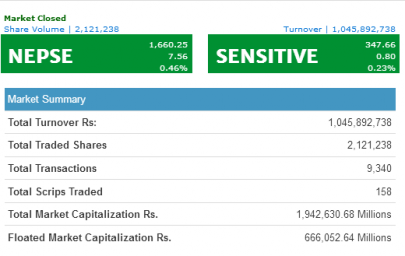 Market Closed
Share Volume | 2,121,238 Turnover | 1,045,892,738
NEPSE 1,660.25 7.56 0.46%
SENSITIVE 347.66 0.80 0.23%
Market Summary
Total Turnover Rs: 1,045,892,738
Total Traded Shares 2,121,238
Total Transactions 9,340
Total Scrips Traded 158
Total Market Capitalization Rs. 1,942,630.68 Millions
Floated Market Capitalization Rs. 666,052.64 Millions